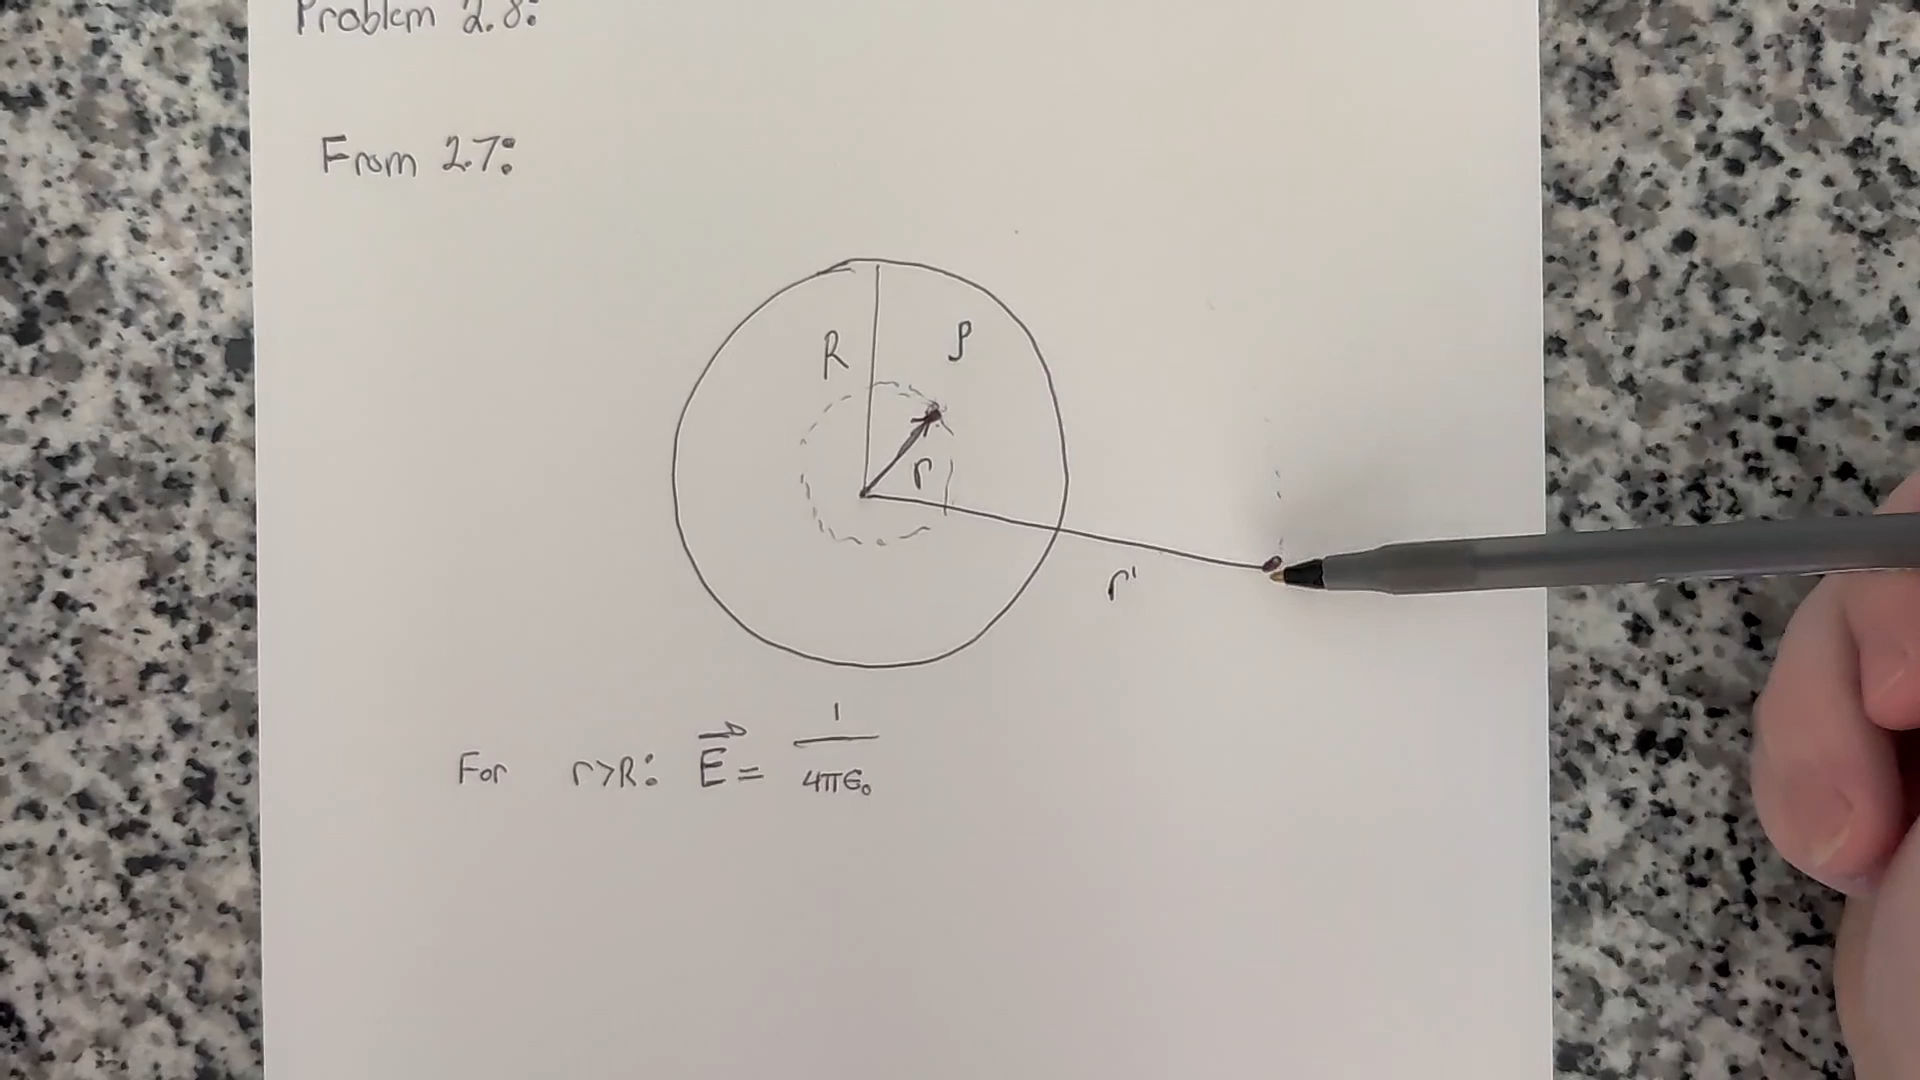 Problem 2.8:
From 2.7:
R ρ
r
r'
For r>R: E⃗ = 1/4πϵ₀